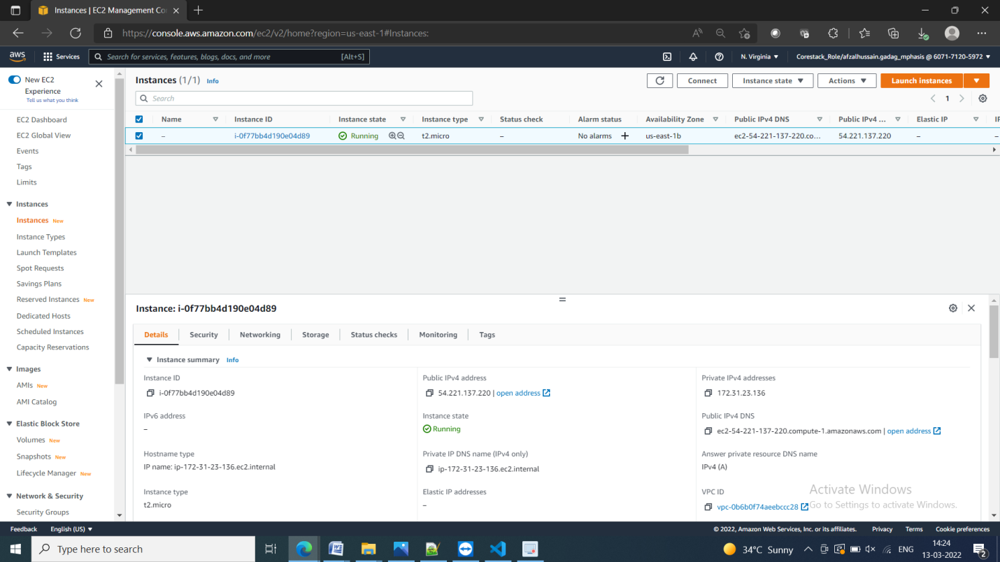 Instances | EC2 Management Co
https://console.aws.amazon.com/ec2/v2/home?region=us-east-1#Instances:
aws
Services
Search for services, features, blogs, docs, and more
[Alt+S]
N. Virginia
Corestack_Role/afzalhussain.gadag_mphasis @ 6071-7120-5972
New EC2
Experience
Tell us what you think
EC2 Dashboard
EC2 Global View
Events
Tags
Limits
Instances
Instances New
Instance Types
Launch Templates
Spot Requests
Savings Plans
Reserved Instances New
Dedicated Hosts
Scheduled Instances
Capacity Reservations
Images
AMIs New
AMI Catalog
Elastic Block Store
Volumes New
Snapshots New
Lifecycle Manager New
Network & Security
Security Groups
Instances (1/1) Info
Connect
Instance state
Actions
Launch instances
Search
1
Name Instance ID Instance state Instance type Status check Alarm status Availability Zone Public IPv4 DNS Public IPv4 ... Elastic IP IP
– i-0f77bb4d190e04d89 Running t2.micro – No alarms + us-east-1b ec2-54-221-137-220.co... 54.221.137.220 – –
Instance: i-0f77bb4d190e04d89
Details Security Networking Storage Status checks Monitoring Tags
Instance summary Info
Instance ID
i-0f77bb4d190e04d89
Public IPv4 address
54.221.137.220 | open address
Private IPv4 addresses
172.31.23.136
IPv6 address
–
Instance state
Running
Public IPv4 DNS
ec2-54-221-137-220.compute-1.amazonaws.com | open address
Hostname type
IP name: ip-172-31-23-136.ec2.internal
Private IP DNS name (IPv4 only)
ip-172-31-23-136.ec2.internal
Answer private resource DNS name
IPv4 (A)
Instance type
t2.micro
Elastic IP addresses
–
VPC ID
vpc-0b6b0f74aeebccc28
Activate Windows
Go to Settings to activate Windows.
Feedback
English (US)
© 2022, Amazon Web Services, Inc. or its affiliates.
Privacy
Terms
Cookie preferences
Type here to search
34°C Sunny
ENG
14:24
13-03-2022
2